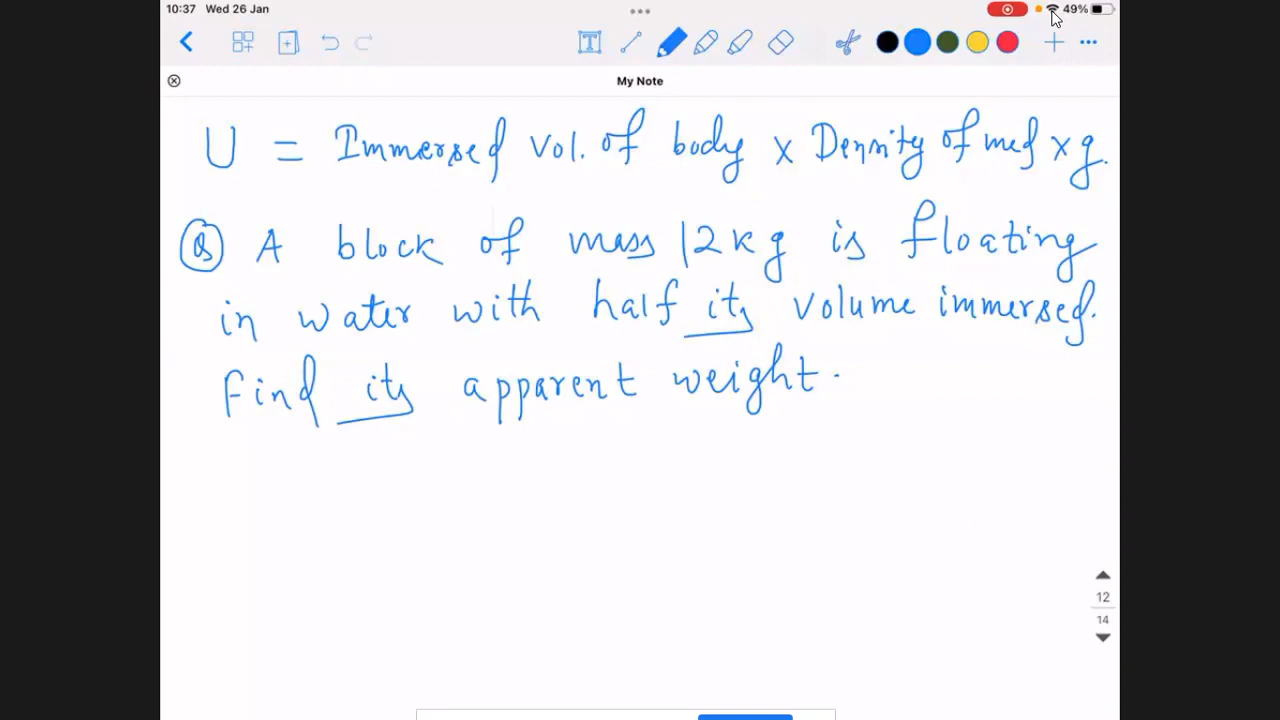 10:37 Wed 26 Jan
49%
My Note
U = Immersed Vol. of body x Density of med x g.
Q A block of mass 12 kg is floating
in water with half its volume immersed.
Find its apparent weight.
12
14